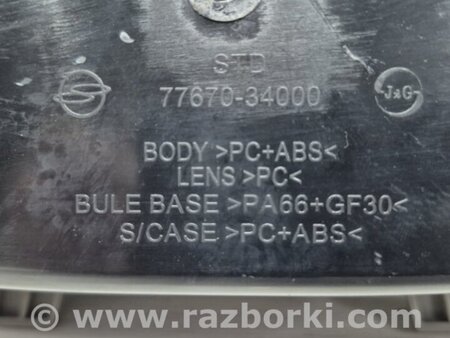 STD
77670-34000
J&G
BODY >PC+ABS<
LENS >PC<
BULE BASE >PA66+GF30<
S/CASE >PC+ABS<
www.razborki.com